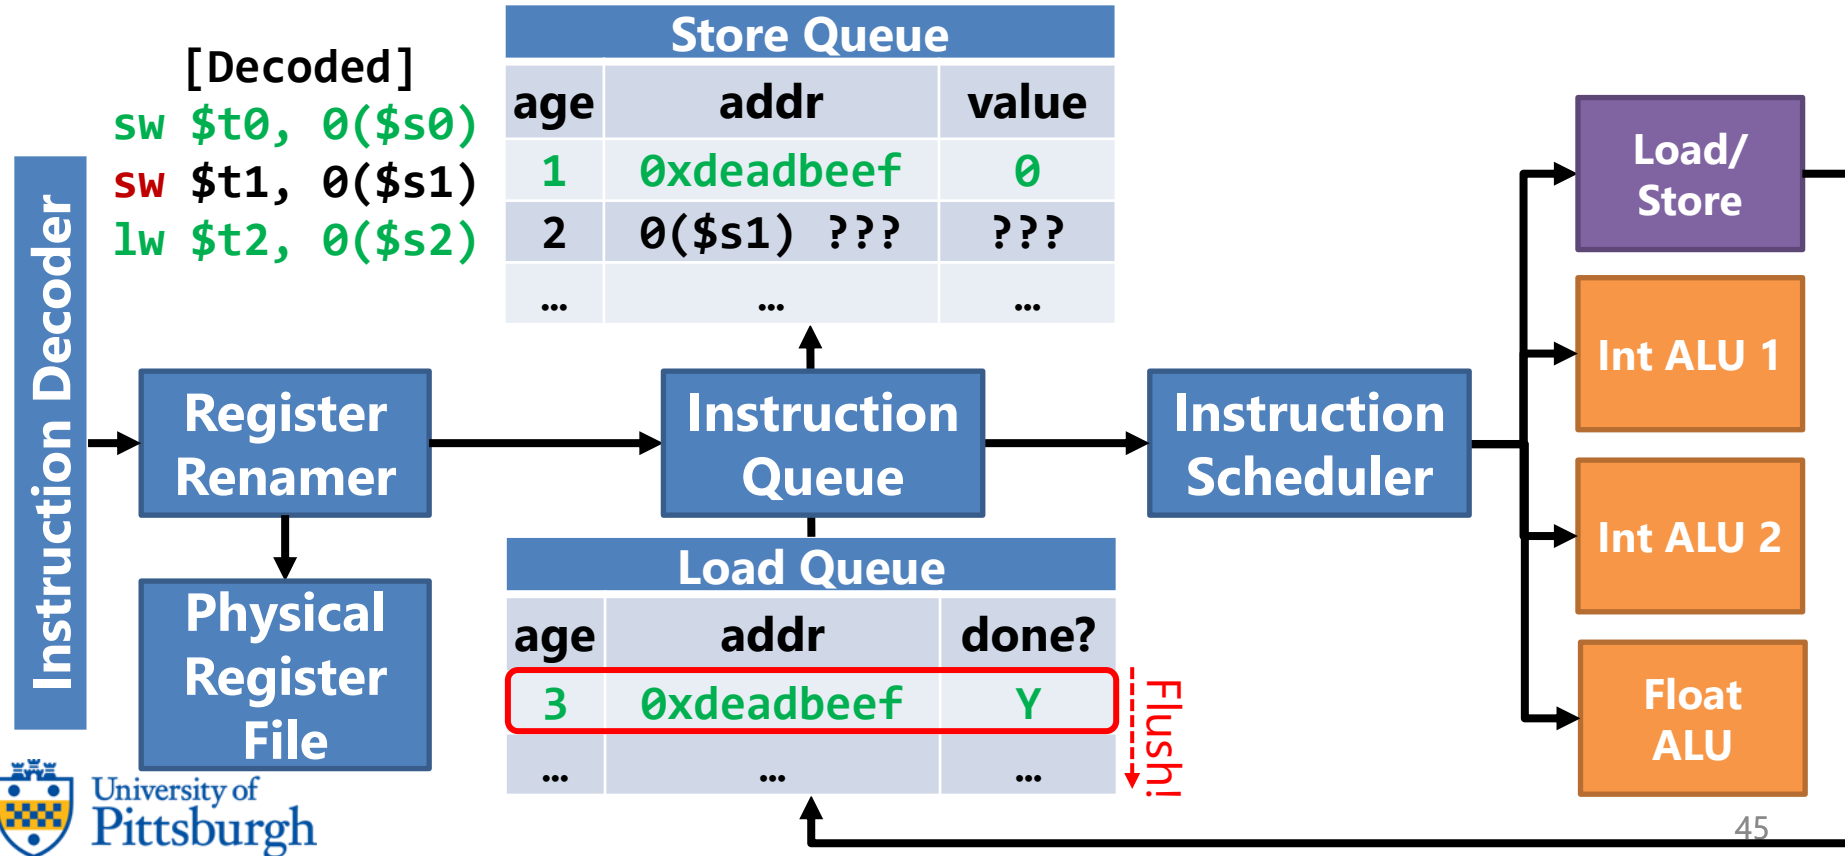 [Decoded]
sw $t0, 0($s0)
sw $t1, 0($s1)
lw $t2, 0($s2)
Store Queue
age addr value
1 0xdeadbeef 0
2 0($s1) ??? ???
… … …
Instruction Decoder
Register
Renamer
Physical
Register
File
Instruction
Queue
Instruction
Scheduler
Load Queue
age addr done?
3 0xdeadbeef Y
… … …
Flush!
Load/
Store
Int ALU 1
Int ALU 2
Float
ALU
University of
Pittsburgh
45